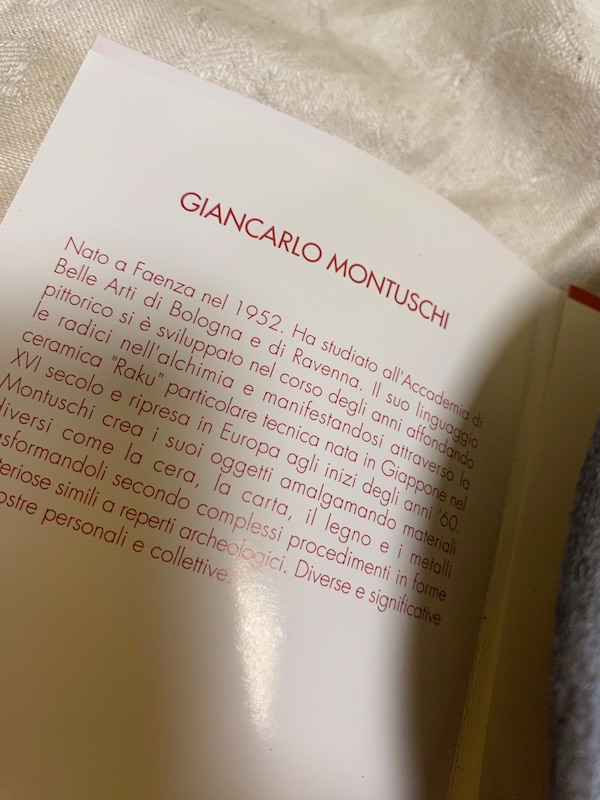 GIANCARLO MONTUSCHI
Nato a Faenza nel 1952. Ha studiato all'Accademia di
Belle Arti di Bologna e di Ravenna. Il suo linguaggio
pittorico si è sviluppato nel corso degli anni affondando
le radici nell'alchimia e manifestandosi attraverso la
ceramica "Raku" particolare tecnica nata in Giappone nel
XVI secolo e ripresa in Europa agli inizi degli anni '60.
Montuschi crea i suoi oggetti amalgamando materiali
diversi come la cera, la carta, il legno e i metalli
asformandoli secondo complessi procedimenti in forme
teriose simili a reperti archeologici. Diverse e significative
ostre personali e collettive.